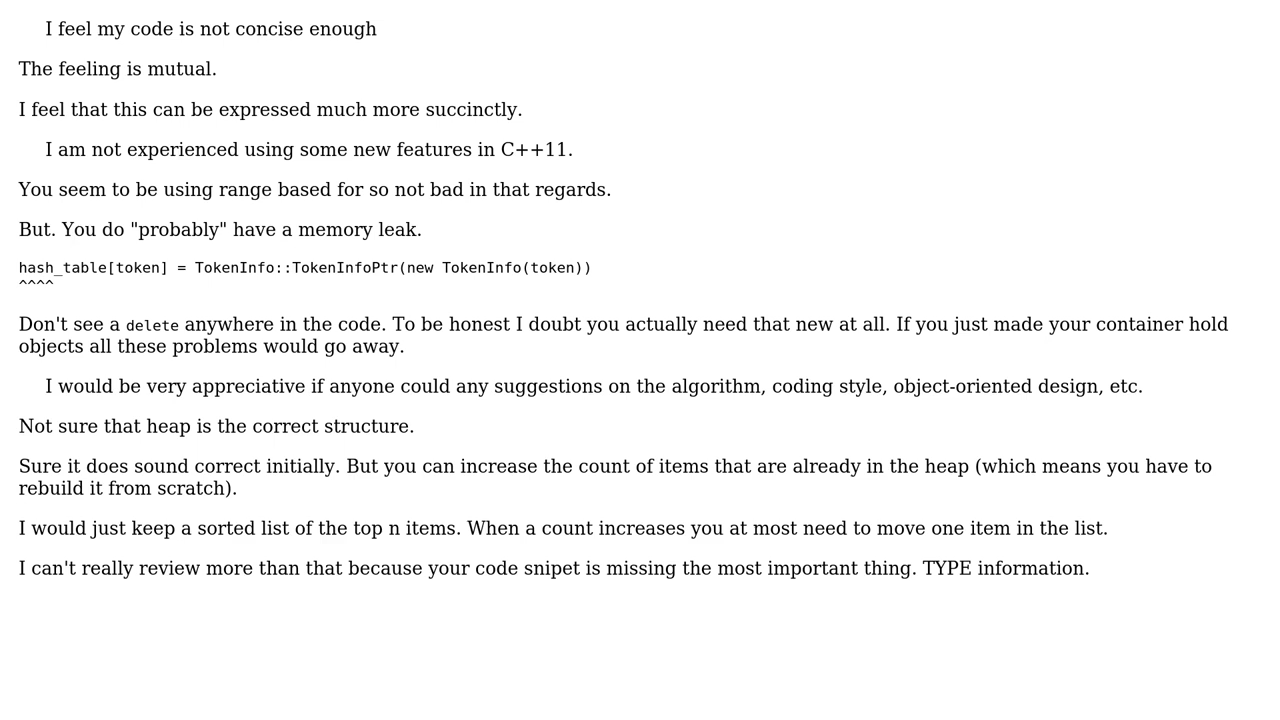 I feel my code is not concise enough
The feeling is mutual.
I feel that this can be expressed much more succinctly.
I am not experienced using some new features in C++11.
You seem to be using range based for so not bad in that regards.
But. You do "probably" have a memory leak.
hash_table[token] = TokenInfo::TokenInfoPtr(new TokenInfo(token))
^^^^
Don't see a delete anywhere in the code. To be honest I doubt you actually need that new at all. If you just made your container hold
objects all these problems would go away.
I would be very appreciative if anyone could any suggestions on the algorithm, coding style, object-oriented design, etc.
Not sure that heap is the correct structure.
Sure it does sound correct initially. But you can increase the count of items that are already in the heap (which means you have to
rebuild it from scratch).
I would just keep a sorted list of the top n items. When a count increases you at most need to move one item in the list.
I can't really review more than that because your code snipet is missing the most important thing. TYPE information.